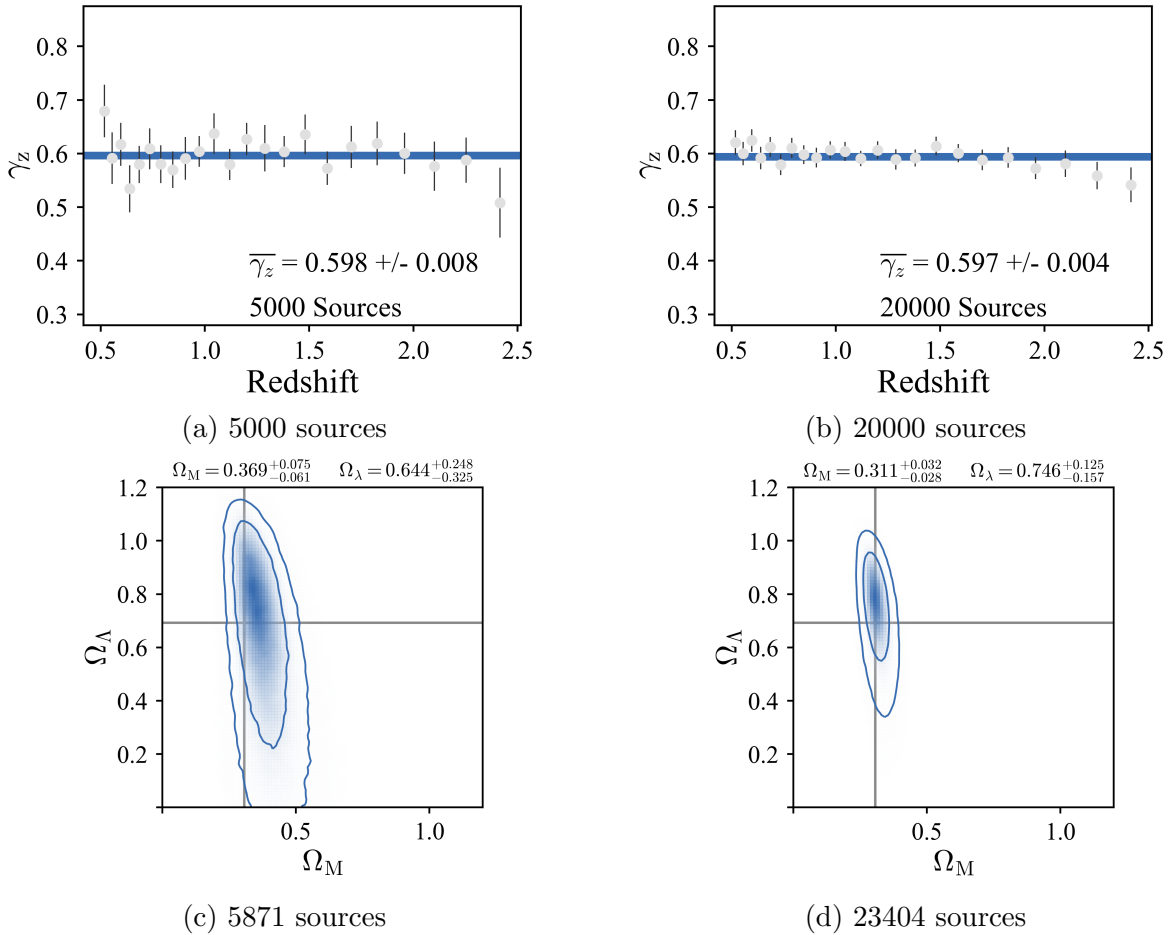 0.8
0.7
0.6
0.5
0.4
0.3
γz
γz = 0.598 +/- 0.008
5000 Sources
0.5 1.0 1.5 2.0 2.5
Redshift
(a) 5000 sources
0.8
0.7
0.6
0.5
0.4
0.3
γz
γz = 0.597 +/- 0.004
20000 Sources
0.5 1.0 1.5 2.0 2.5
Redshift
(b) 20000 sources
ΩM = 0.369+0.075−0.061 Ωλ = 0.644+0.248−0.325
1.2
1.0
0.8
0.6
0.4
0.2
ΩΛ
0.5 1.0
ΩM
(c) 5871 sources
ΩM = 0.311+0.032−0.028 Ωλ = 0.746+0.125−0.157
1.2
1.0
0.8
0.6
0.4
0.2
ΩΛ
0.5 1.0
ΩM
(d) 23404 sources